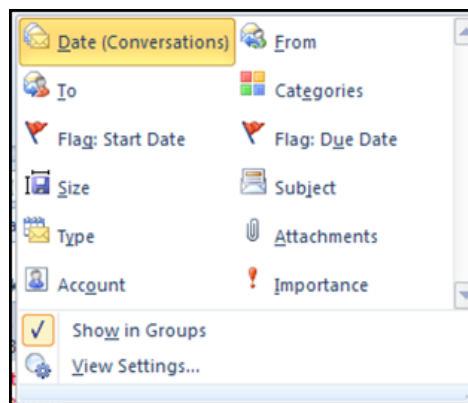 Date (Conversations) From
To Categories
Flag: Start Date Flag: Due Date
Size Subject
Type Attachments
Account Importance
Show in Groups
View Settings...